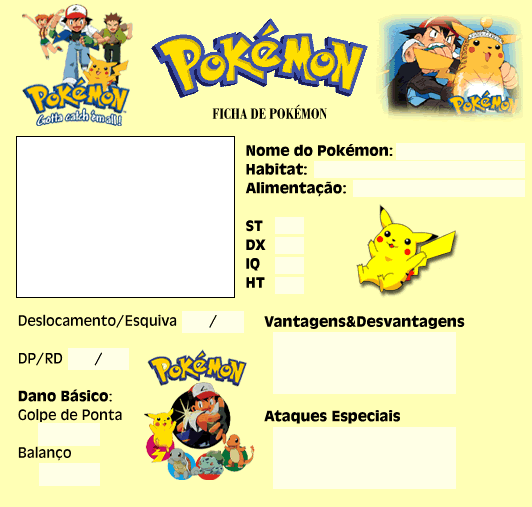 POKéMON
Gotta catch 'em all!
POKéMON
FICHA DE POKÉMON
POKéMON
Nome do Pokémon:
Habitat:
Alimentação:
ST
DX
IQ
HT
Deslocamento/Esquiva /
Vantagens&Desvantagens
DP/RD /
POKéMON
Dano Básico:
Golpe de Ponta
Ataques Especiais
Balanço